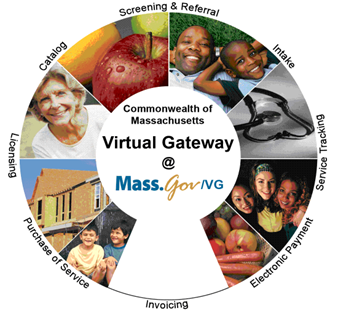 Screening & Referral
Intake
Service Tracking
Electronic Payment
Invoicing
Purchase of Service
Licensing
Catalog
Commonwealth of
Massachusetts
Virtual Gateway
@
Mass.Gov/VG